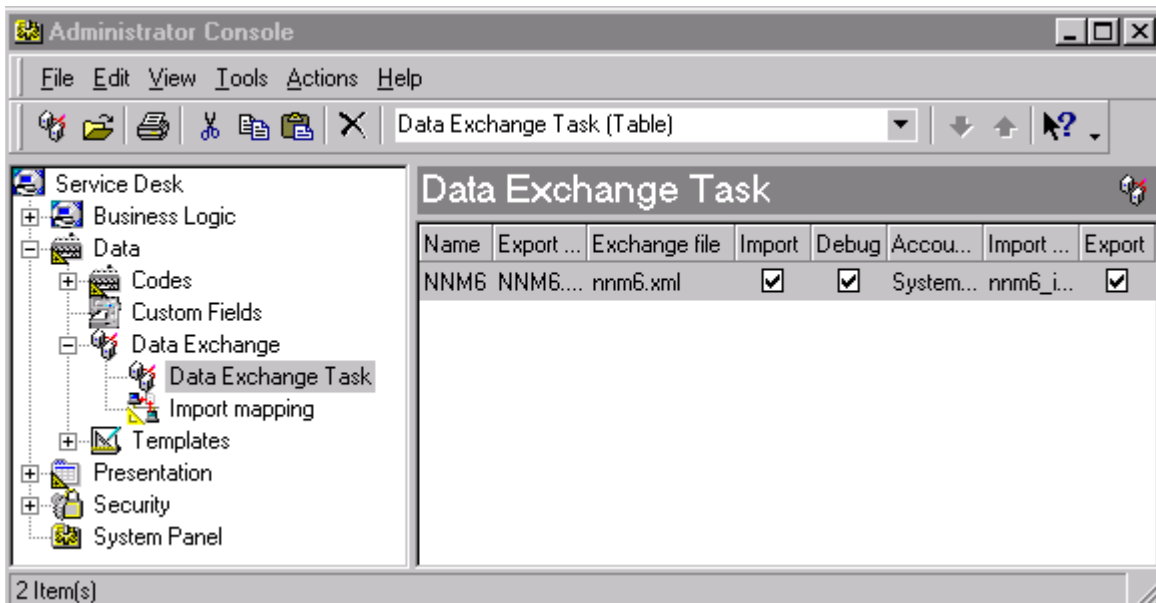 Administrator Console
File Edit View Tools Actions Help
Data Exchange Task (Table)
Service Desk
Business Logic
Data
Codes
Custom Fields
Data Exchange
Data Exchange Task
Import mapping
Templates
Presentation
Security
System Panel
Data Exchange Task
Name Export ... Exchange file Import Debug Accou... Import ... Export
NNM6 NNM6.... nnm6.xml System... nnm6_i...
2 Item(s)